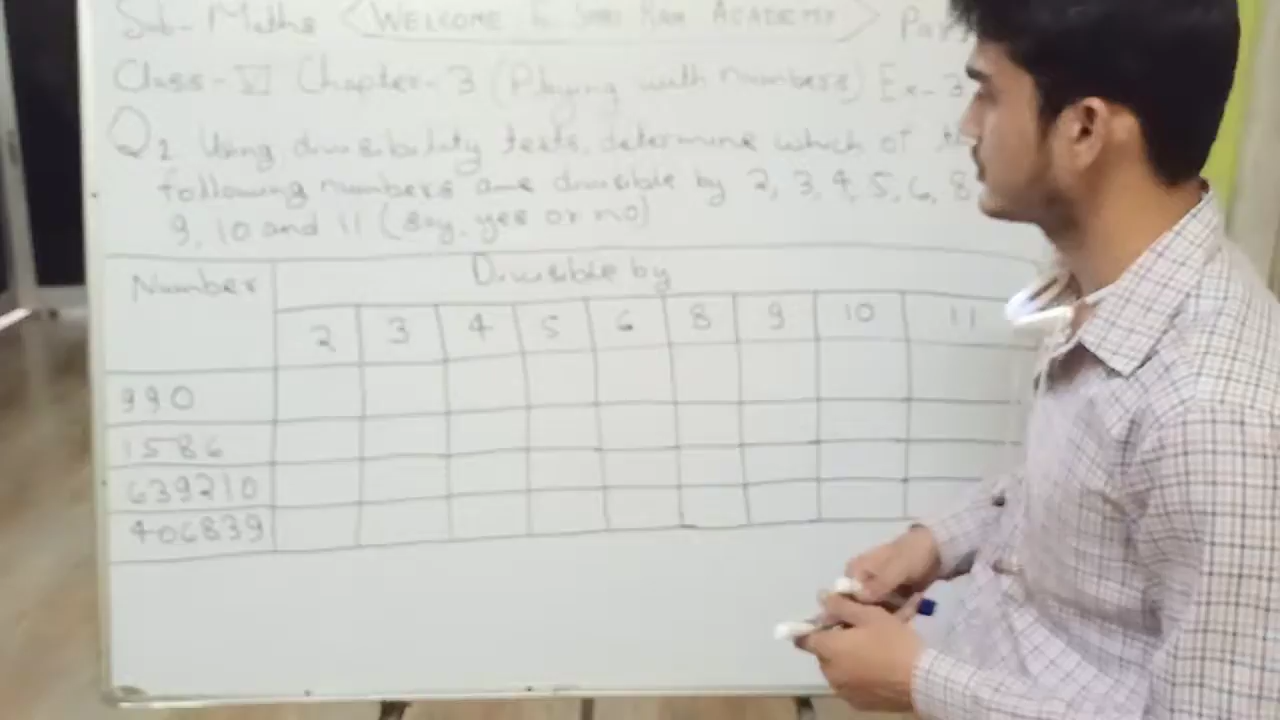 Sub- Maths WELCOME to SHRI RAM ACADEMY Par
Class-VI Chapter-3 (Playing with numbers) Ex-3
Q2 Using divisibility tests, determine which of
following numbers are divisible by 2, 3, 4, 5, 6, 8
9, 10 and 11 (say, yes or no)
Number Divisible by
2 3 4 5 6 8 9 10 11
990
1586
639210
406839